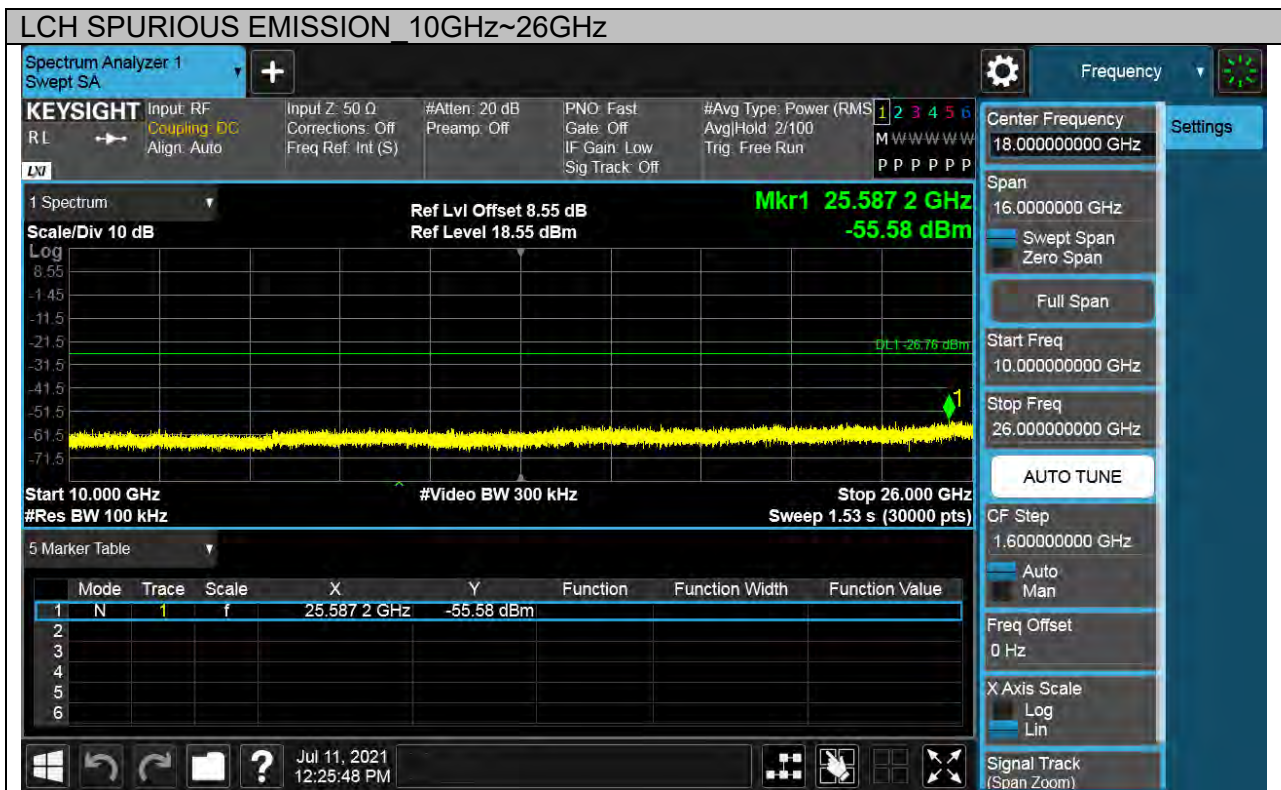 LCH SPURIOUS EMISSION_10GHz~26GHz
Spectrum Analyzer 1
Swept SA
Frequency
KEYSIGHT
RL
LXI
Input: RF
Coupling: DC
Align: Auto
Input Z: 50 Ω
Corrections: Off
Freq Ref: Int (S)
#Atten: 20 dB
Preamp: Off
PNO: Fast
Gate: Off
IF Gain: Low
Sig Track: Off
#Avg Type: Power (RMS
Avg|Hold: 2/100
Trig: Free Run
1 2 3 4 5 6
M W W W W W
P P P P P P
Settings
Center Frequency
18.000000000 GHz
Span
16.0000000 GHz
Swept Span
Zero Span
Full Span
Start Freq
10.000000000 GHz
Stop Freq
26.000000000 GHz
AUTO TUNE
CF Step
1.600000000 GHz
Auto
Man
Freq Offset
0 Hz
X Axis Scale
Log
Lin
Signal Track
(Span Zoom)
1 Spectrum
Scale/Div 10 dB
Ref Lvl Offset 8.55 dB
Ref Level 18.55 dBm
Mkr1 25.587 2 GHz
-55.58 dBm
Log
8.55
-1.45
-11.5
-21.5
-31.5
-41.5
-51.5
-61.5
-71.5
DL1 -26.76 dBm
1
Start 10.000 GHz
#Video BW 300 kHz
Stop 26.000 GHz
#Res BW 100 kHz
Sweep 1.53 s (30000 pts)
5 Marker Table
Mode Trace Scale X Y Function Function Width Function Value
1 N 1 f 25.587 2 GHz -55.58 dBm
2
3
4
5
6
?
Jul 11, 2021
12:25:48 PM